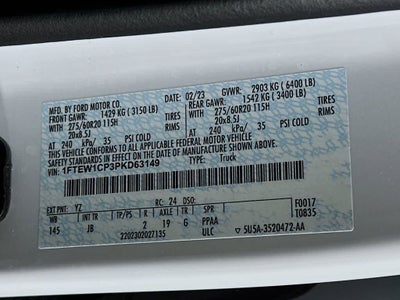 MFD. BY FORD MOTOR CO.
DATE: 02/23 GVWR: 2903 KG ( 6400 LB)
FRONT GAWR: 1429 KG ( 3150 LB) REAR GAWR: 1542 KG ( 3400 LB)
WITH TIRES WITH TIRES
275/60R20 115H 275/60R20 115H
20x8.5J RIMS 20x8.5J RIMS
AT 240 kPa/ 35 PSI COLD AT 240 kPa/ 35 PSI COLD
THIS VEHICLE CONFORMS TO ALL APPLICABLE FEDERAL MOTOR VEHICLE
SAFETY STANDARDS IN EFFECT ON THE DATE OF MANUFACTURE SHOWN ABOVE.
VIN: 1FTEW1CP3PKD63149
TYPE: Truck
EXT PNT: YZ RC: 24 DSO: F0017
WB INT TR TP/PS R AXLE TR SPR T0835
145 JB 2 19 G PPAA
2202302027135 ULC 5U5A-3520472-AA